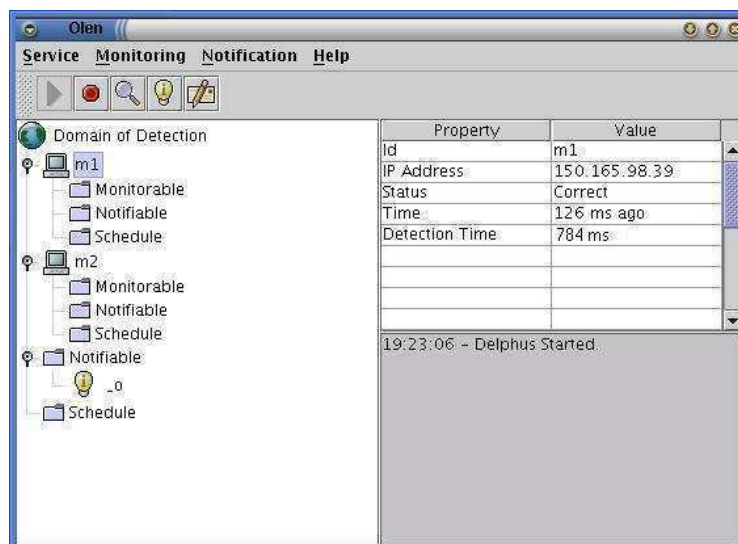 Olen
Service Monitoring Notification Help
Domain of Detection
m1
Monitorable
Notifiable
Schedule
m2
Monitorable
Notifiable
Schedule
Notifiable
_o
Schedule
Property Value
Id m1
IP Address 150.165.98.39
Status Correct
Time 126 ms ago
Detection Time 784 ms
19:23:06 – Delphus Started.